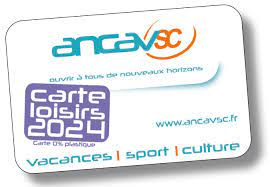 ancavsc
ouvrir à tous de nouveaux horizons
carte
loisirs
2024
Carte 0% plastique
www.ancavsc.fr
vacances | sport | culture